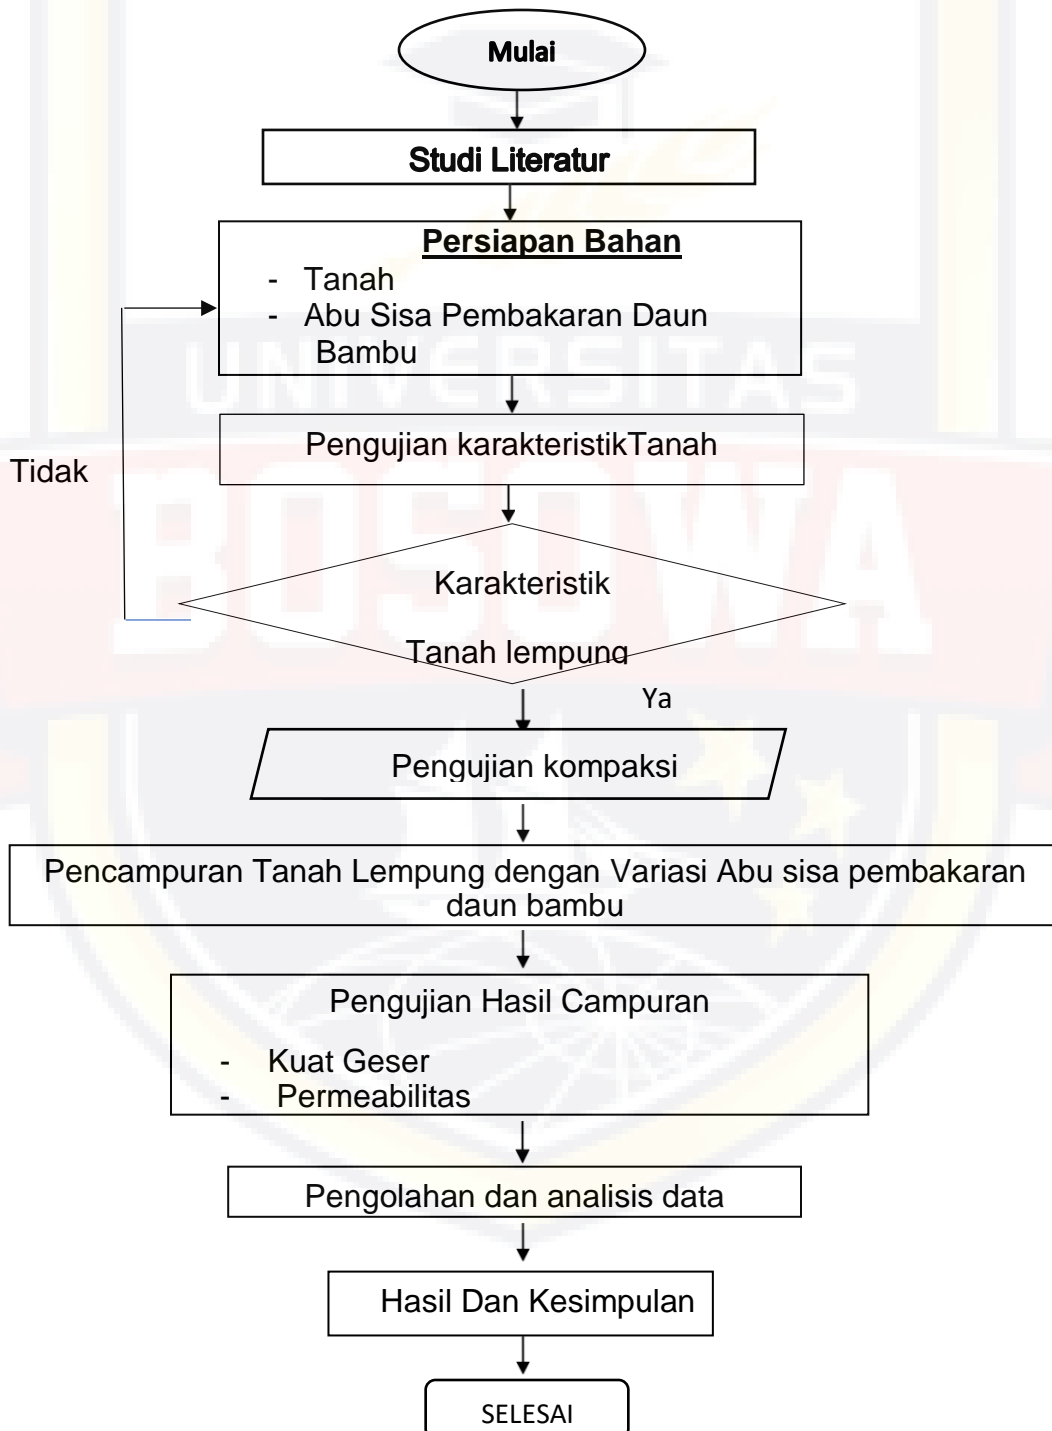 Mulai
Studi Literatur
Persiapan Bahan
- Tanah
- Abu Sisa Pembakaran Daun
Bambu
UNIVERSITAS
Pengujian karakteristikTanah
Tidak
BOSOWA
Karakteristik
Tanah lempung
Ya
Pengujian kompaksi
Pencampuran Tanah Lempung dengan Variasi Abu sisa pembakaran
daun bambu
Pengujian Hasil Campuran
- Kuat Geser
- Permeabilitas
Pengolahan dan analisis data
Hasil Dan Kesimpulan
SELESAI